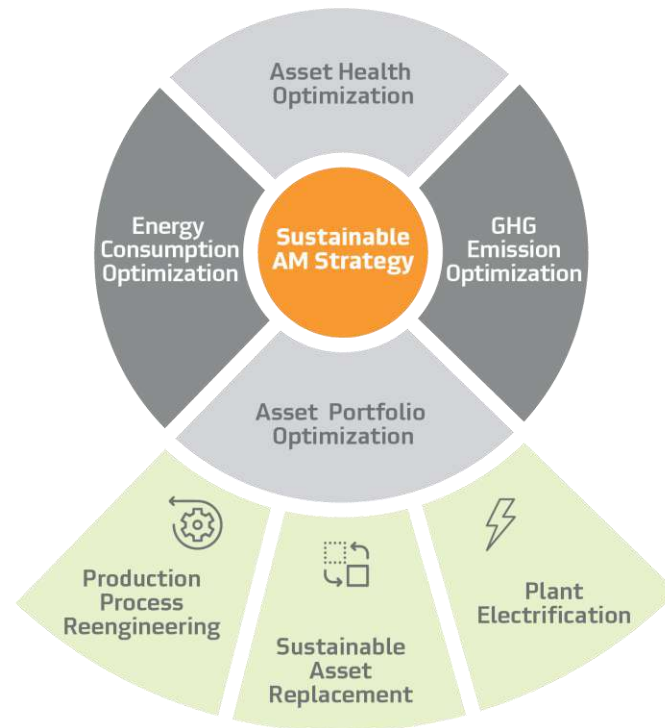 Asset Health
Optimization
Energy
Consumption
Optimization
Sustainable
AM Strategy
GHG
Emission
Optimization
Asset Portfolio
Optimization
Production
Process
Reengineering
Sustainable
Asset
Replacement
Plant
Electrification